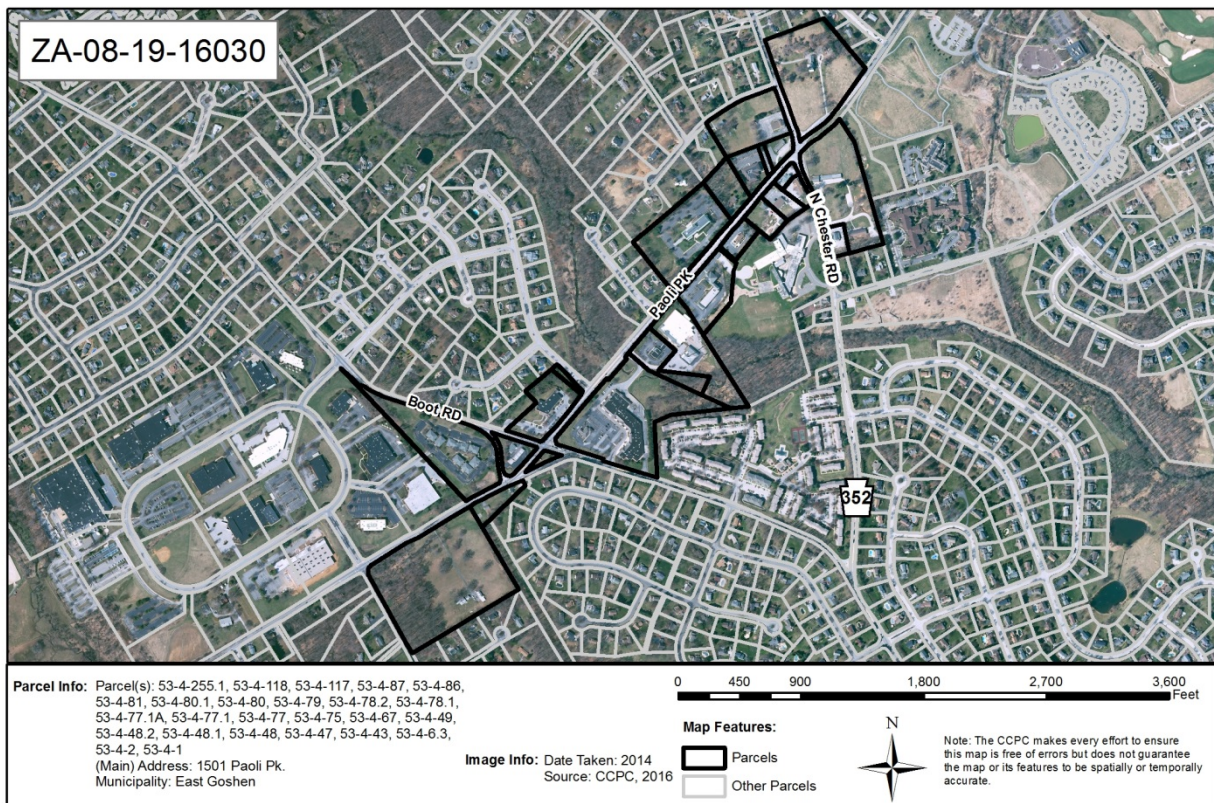 ZA-08-19-16030
N Chester RD
Paoli PK
Boot RD
352
Parcel Info: Parcel(s): 53-4-255.1, 53-4-118, 53-4-117, 53-4-87, 53-4-86,
53-4-81, 53-4-80.1, 53-4-80, 53-4-79, 53-4-78.2, 53-4-78.1,
53-4-77.1A, 53-4-77.1, 53-4-77, 53-4-75, 53-4-67, 53-4-49,
53-4-48.2, 53-4-48.1, 53-4-48, 53-4-47, 53-4-43, 53-4-6.3,
53-4-2, 53-4-1
(Main) Address: 1501 Paoli Pk.
Municipality: East Goshen
Image Info: Date Taken: 2014
Source: CCPC, 2016
0 450 900 1,800 2,700 3,600
Feet
Map Features:
Parcels
Other Parcels
N
Note: The CCPC makes every effort to ensure
this map is free of errors but does not guarantee
the map or its features to be spatially or temporally
accurate.